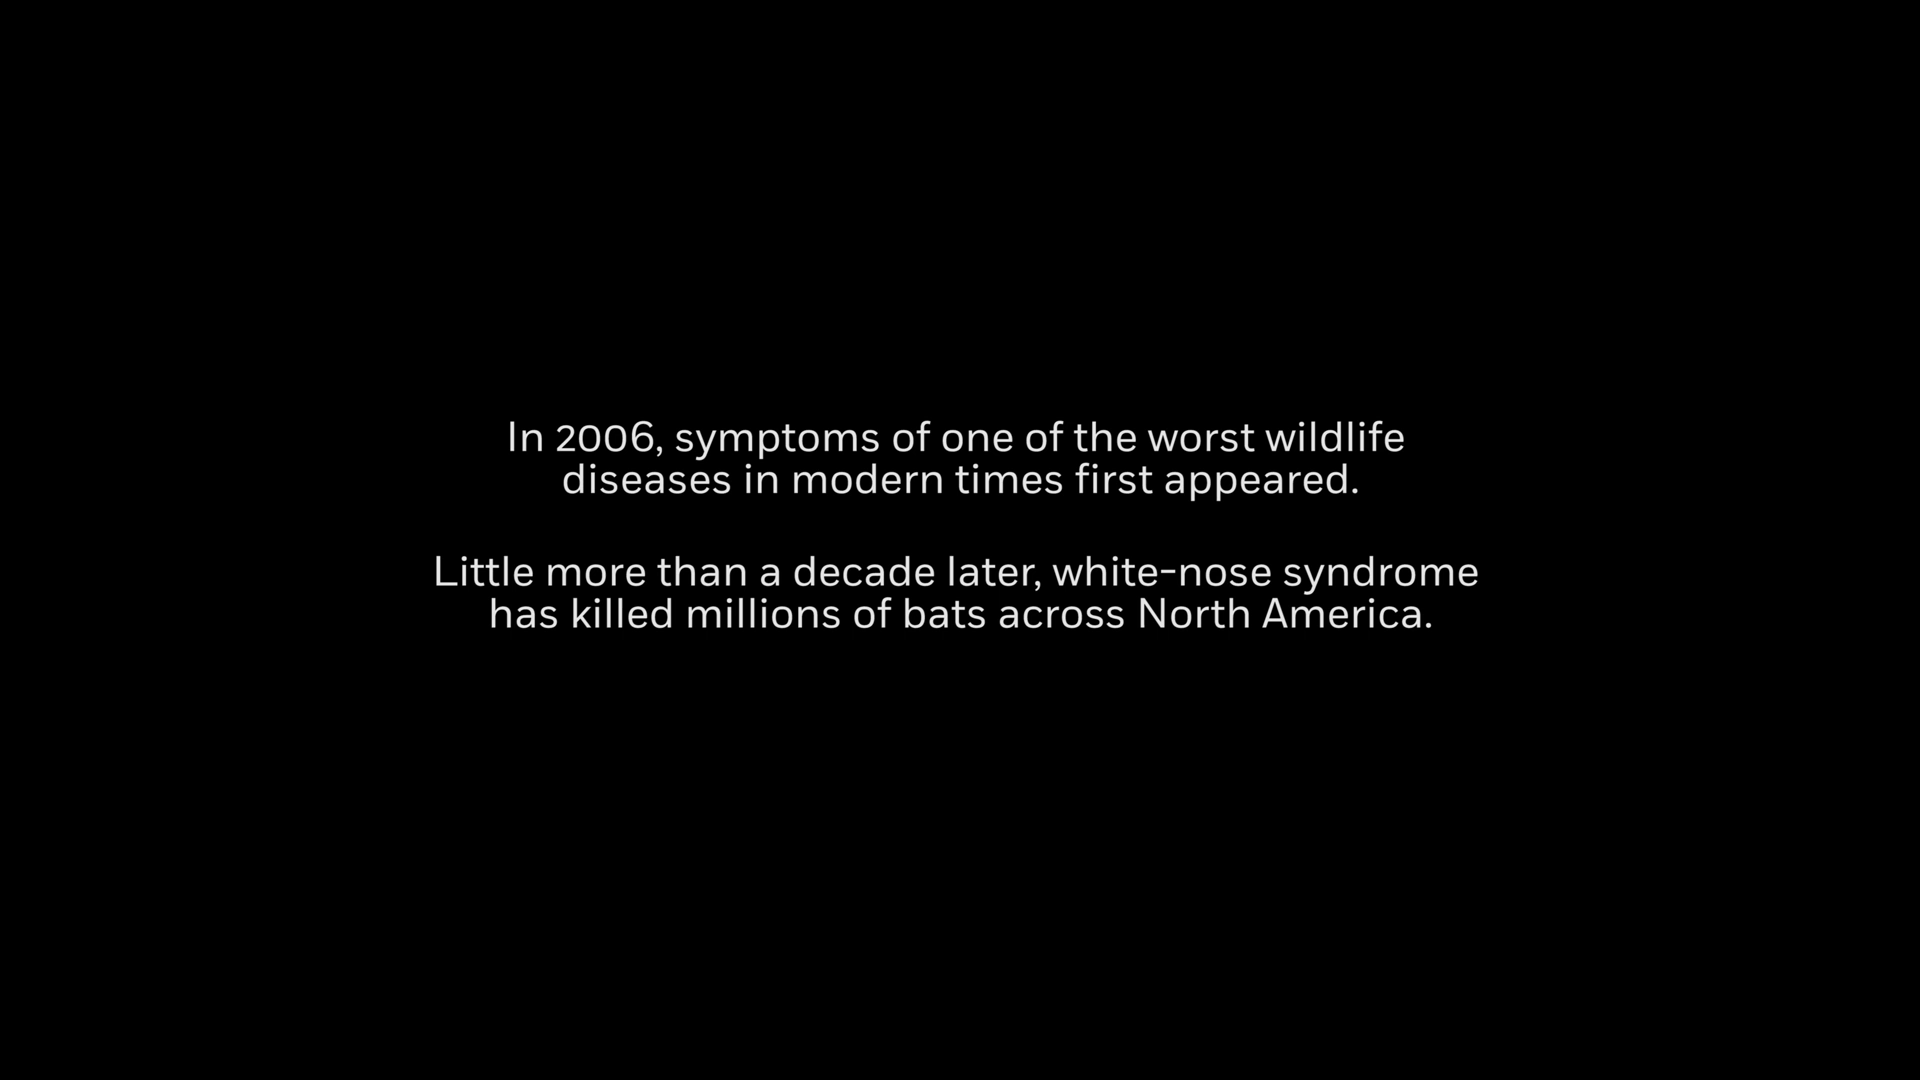 In 2006, symptoms of one of the worst wildlife
diseases in modern times first appeared.
Little more than a decade later, white-nose syndrome
has killed millions of bats across North America.